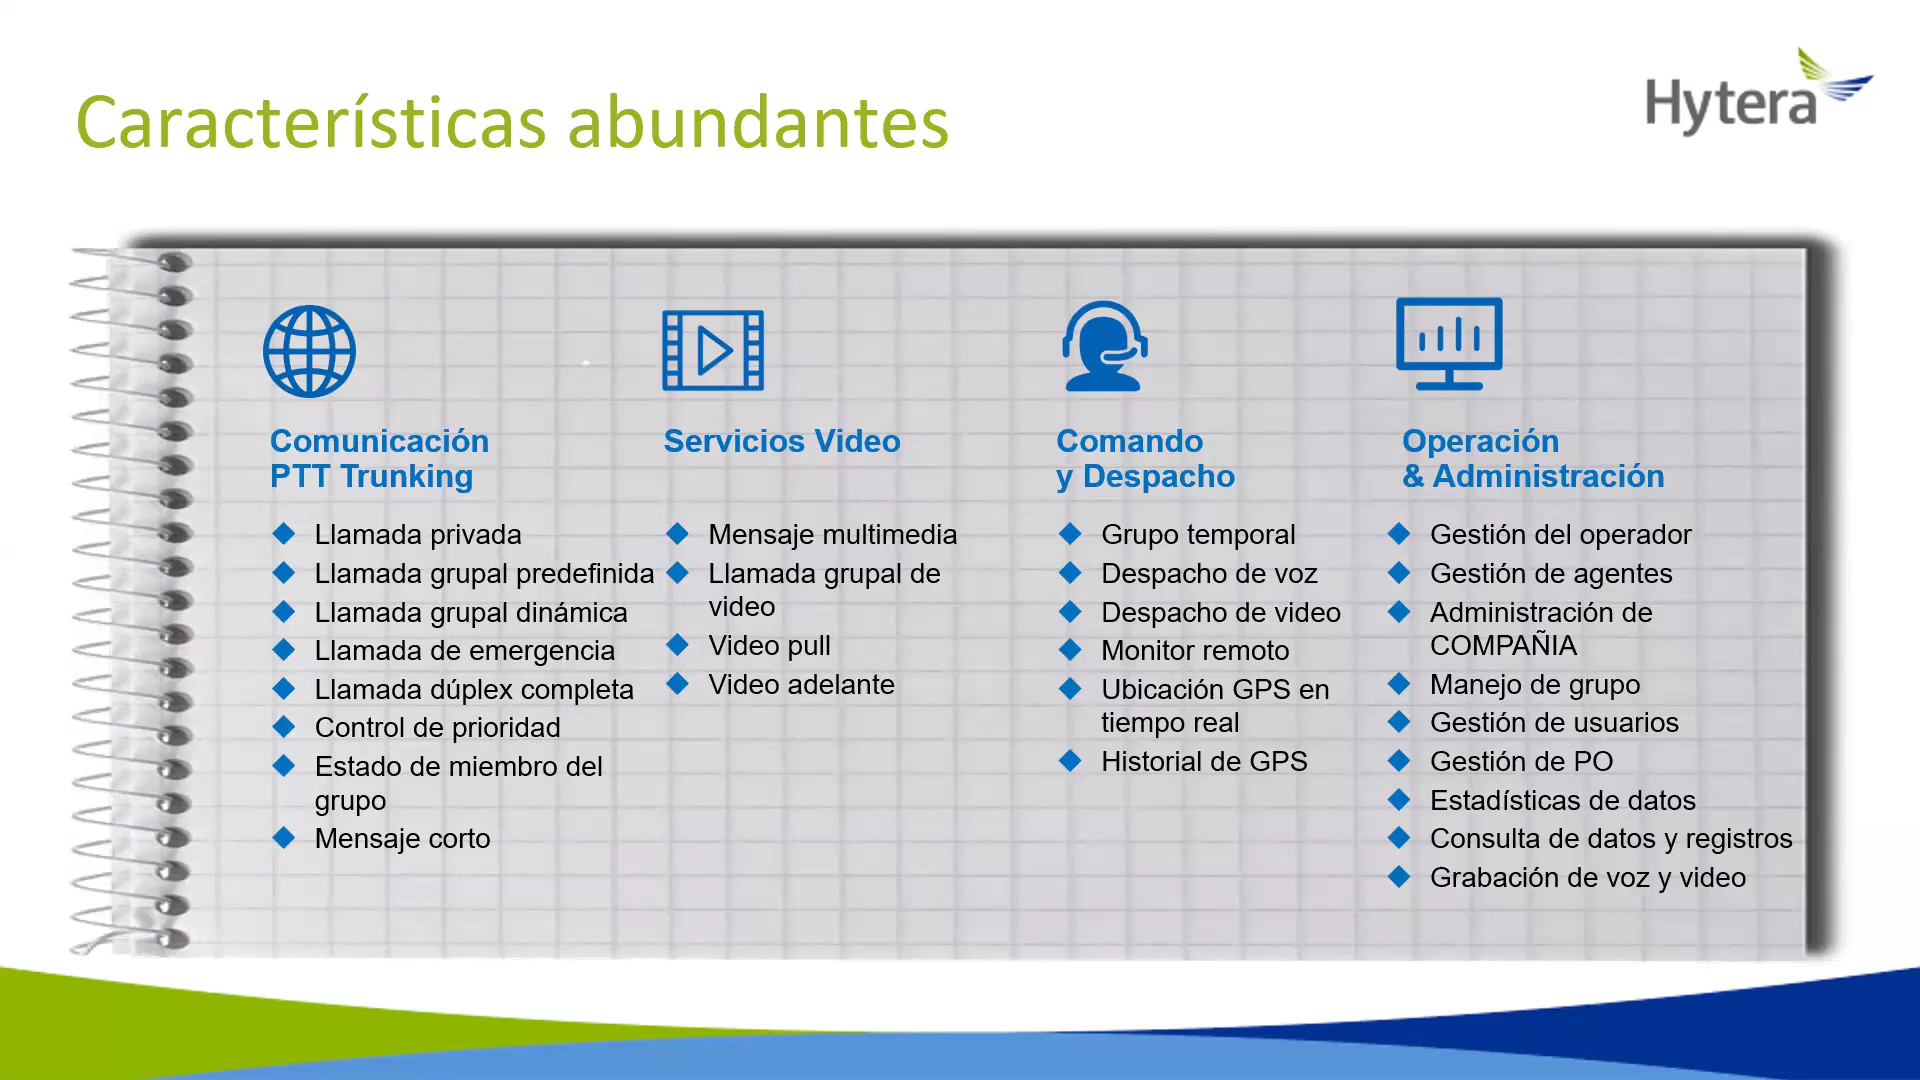 Características abundantes
Hytera
Comunicación
PTT Trunking
Llamada privada
Llamada grupal predefinida
Llamada grupal dinámica
Llamada de emergencia
Llamada dúplex completa
Control de prioridad
Estado de miembro del
grupo
Mensaje corto
Servicios Video
Mensaje multimedia
Llamada grupal de
video
Video pull
Video adelante
Comando
y Despacho
Grupo temporal
Despacho de voz
Despacho de video
Monitor remoto
Ubicación GPS en
tiempo real
Historial de GPS
Operación
& Administración
Gestión del operador
Gestión de agentes
Administración de
COMPAÑIA
Manejo de grupo
Gestión de usuarios
Gestión de PO
Estadísticas de datos
Consulta de datos y registros
Grabación de voz y video